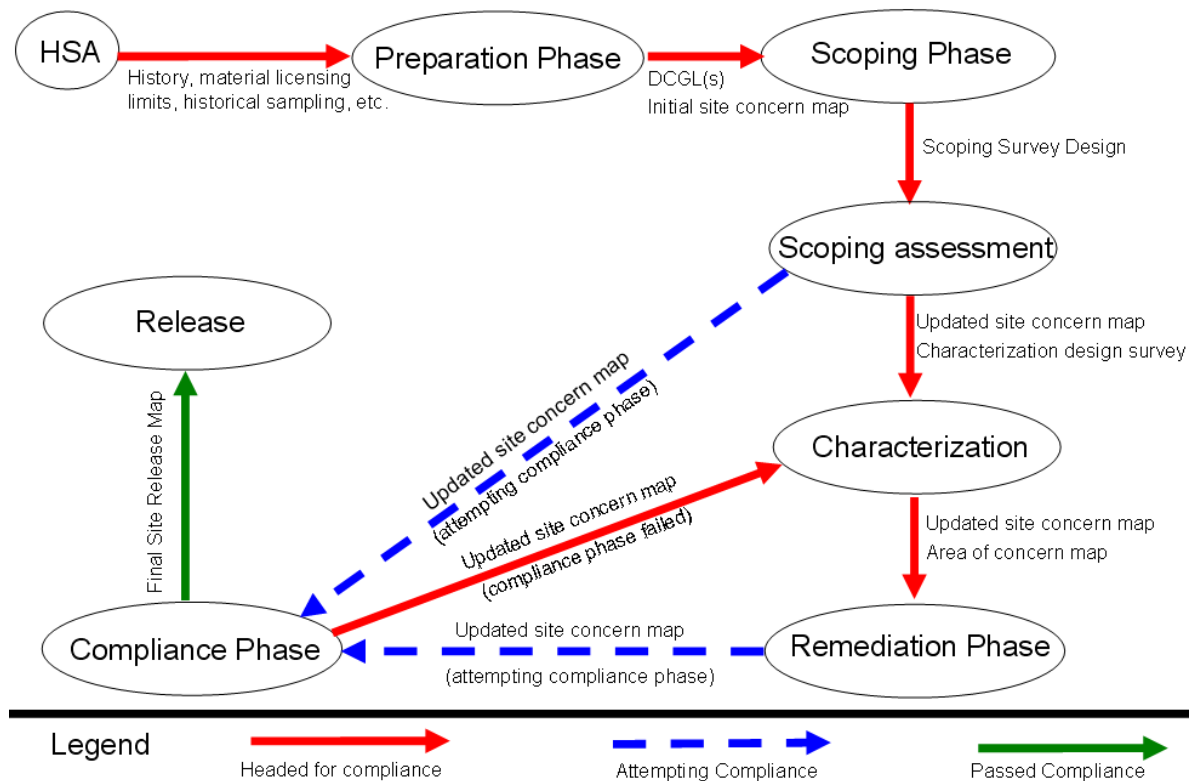 HSA
Preparation Phase
Scoping Phase
History, material licensing
limits, historical sampling, etc.
DCGL(s)
Initial site concern map
Scoping Survey Design
Scoping assessment
Release
Updated site concern map
Characterization design survey
Updated site concern map
(attempting compliance phase)
Final Site Release Map
Characterization
Updated site concern map
(compliance phase failed)
Updated site concern map
Area of concern map
Compliance Phase
Updated site concern map
(attempting compliance phase)
Remediation Phase
Legend
Headed for compliance
Attempting Compliance
Passed Compliance